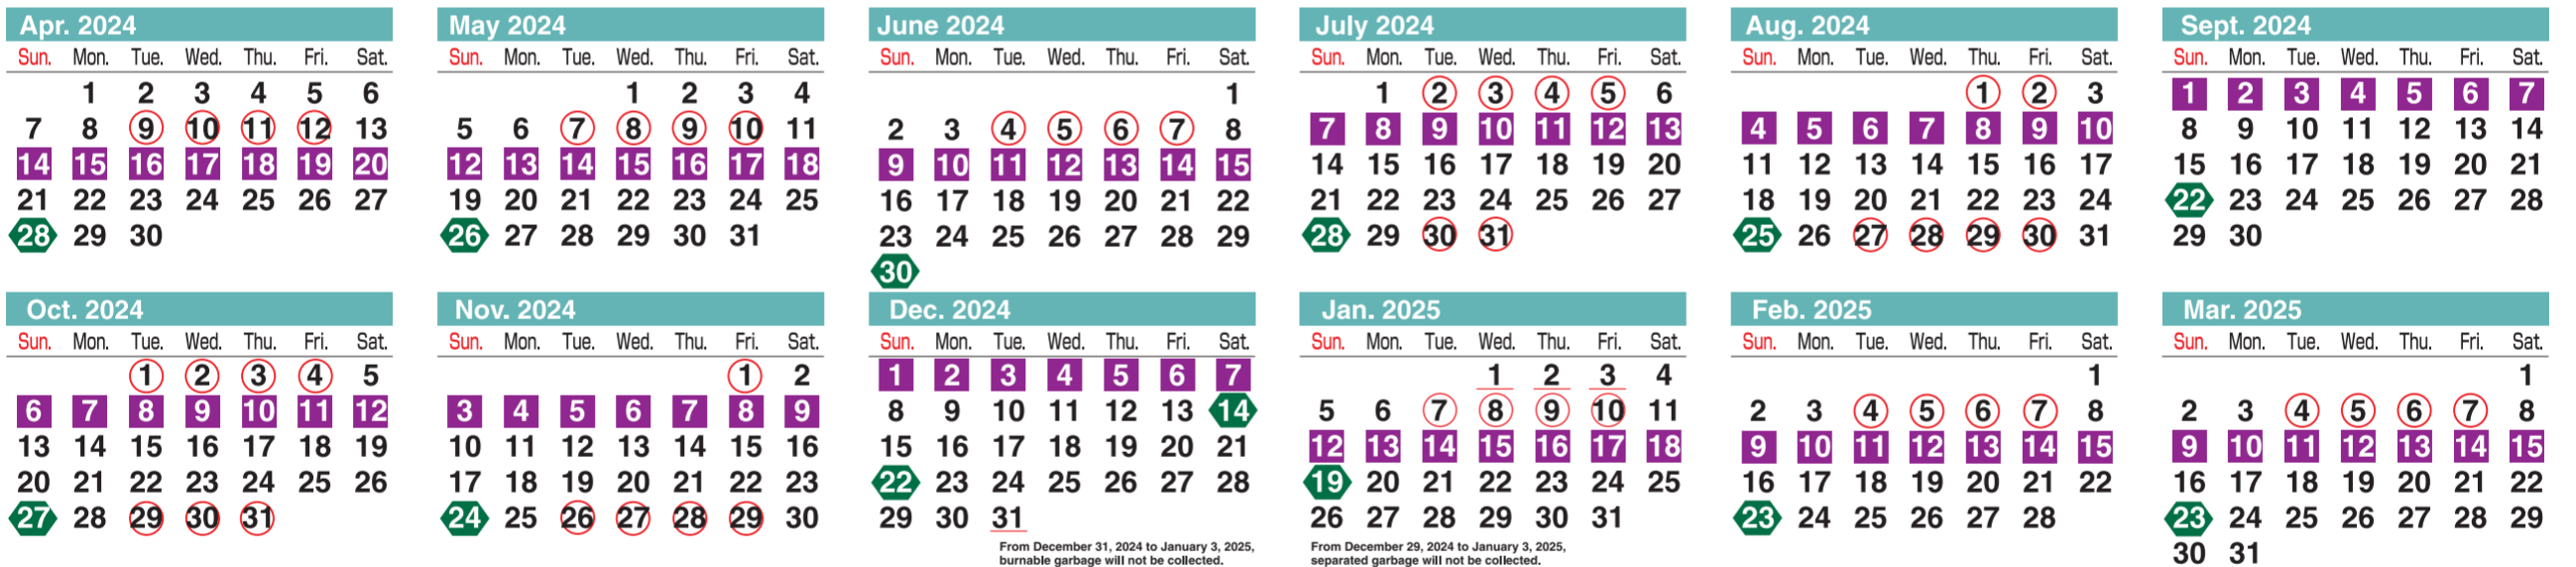 Apr. 2024
Sun. Mon. Tue. Wed. Thu. Fri. Sat.
1 2 3 4 5 6
7 8 9 10 11 12 13
14 15 16 17 18 19 20
21 22 23 24 25 26 27
28 29 30
May 2024
Sun. Mon. Tue. Wed. Thu. Fri. Sat.
1 2 3 4
5 6 7 8 9 10 11
12 13 14 15 16 17 18
19 20 21 22 23 24 25
26 27 28 29 30 31
June 2024
Sun. Mon. Tue. Wed. Thu. Fri. Sat.
1
2 3 4 5 6 7 8
9 10 11 12 13 14 15
16 17 18 19 20 21 22
23 24 25 26 27 28 29
30
July 2024
Sun. Mon. Tue. Wed. Thu. Fri. Sat.
1 2 3 4 5 6
7 8 9 10 11 12 13
14 15 16 17 18 19 20
21 22 23 24 25 26 27
28 29 30 31
Aug. 2024
Sun. Mon. Tue. Wed. Thu. Fri. Sat.
1 2 3
4 5 6 7 8 9 10
11 12 13 14 15 16 17
18 19 20 21 22 23 24
25 26 27 28 29 30 31
Sept. 2024
Sun. Mon. Tue. Wed. Thu. Fri. Sat.
1 2 3 4 5 6 7
8 9 10 11 12 13 14
15 16 17 18 19 20 21
22 23 24 25 26 27 28
29 30
Oct. 2024
Sun. Mon. Tue. Wed. Thu. Fri. Sat.
1 2 3 4 5
6 7 8 9 10 11 12
13 14 15 16 17 18 19
20 21 22 23 24 25 26
27 28 29 30 31
Nov. 2024
Sun. Mon. Tue. Wed. Thu. Fri. Sat.
1 2
3 4 5 6 7 8 9
10 11 12 13 14 15 16
17 18 19 20 21 22 23
24 25 26 27 28 29 30
Dec. 2024
Sun. Mon. Tue. Wed. Thu. Fri. Sat.
1 2 3 4 5 6 7
8 9 10 11 12 13 14
15 16 17 18 19 20 21
22 23 24 25 26 27 28
29 30 31
From December 31, 2024 to January 3, 2025,
burnable garbage will not be collected.
Jan. 2025
Sun. Mon. Tue. Wed. Thu. Fri. Sat.
1 2 3 4
5 6 7 8 9 10 11
12 13 14 15 16 17 18
19 20 21 22 23 24 25
26 27 28 29 30 31
From December 29, 2024 to January 3, 2025,
separated garbage will not be collected.
Feb. 2025
Sun. Mon. Tue. Wed. Thu. Fri. Sat.
1
2 3 4 5 6 7 8
9 10 11 12 13 14 15
16 17 18 19 20 21 22
23 24 25 26 27 28
Mar. 2025
Sun. Mon. Tue. Wed. Thu. Fri. Sat.
1
2 3 4 5 6 7 8
9 10 11 12 13 14 15
16 17 18 19 20 21 22
23 24 25 26 27 28 29
30 31